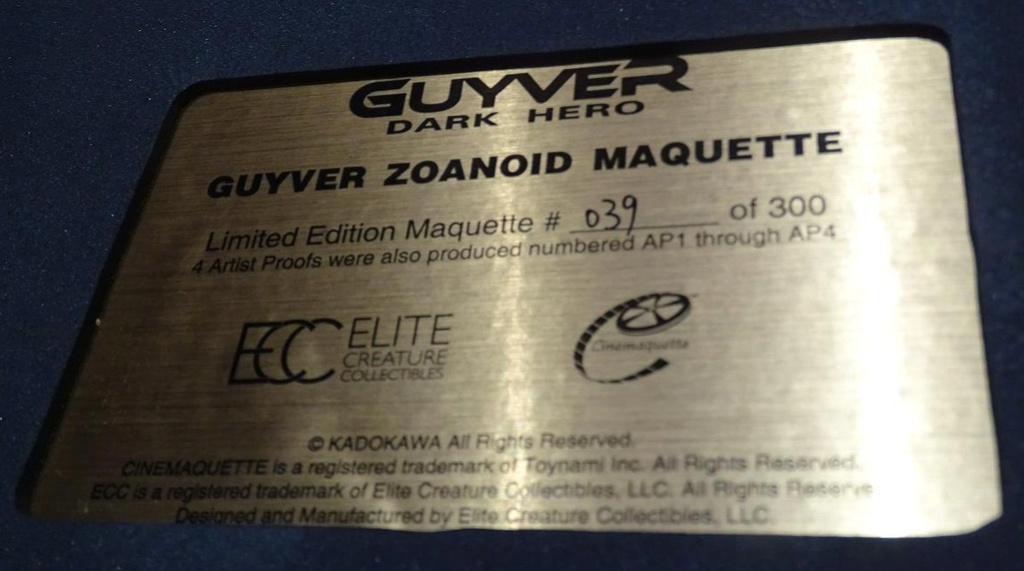 GUYVER
DARK HERO
GUYVER ZOANOID MAQUETTE
Limited Edition Maquette # 039 of 300
4 Artist Proofs were also produced numbered AP1 through AP4
ECC ELITE
CREATURE
COLLECTIBLES
Cinemaquette
© KADOKAWA All Rights Reserved.
CINEMAQUETTE is a registered trademark of Toynami Inc. All Rights Reserved.
ECC is a registered trademark of Elite Creature Collectibles, LLC. All Rights Reserve
Designed and Manufactured by Elite Creature Collectibles, LLC